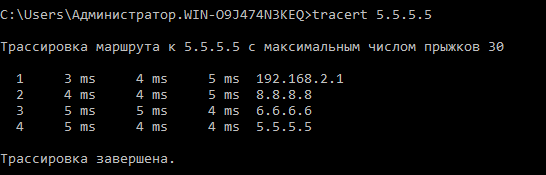 C:\Users\Администратор.WIN-O9J474N3KEQ>tracert 5.5.5.5
Трассировка маршрута к 5.5.5.5 с максимальным числом прыжков 30
1 3 ms 4 ms 5 ms 192.168.2.1
2 4 ms 4 ms 5 ms 8.8.8.8
3 5 ms 5 ms 4 ms 6.6.6.6
4 5 ms 4 ms 4 ms 5.5.5.5
Трассировка завершена.